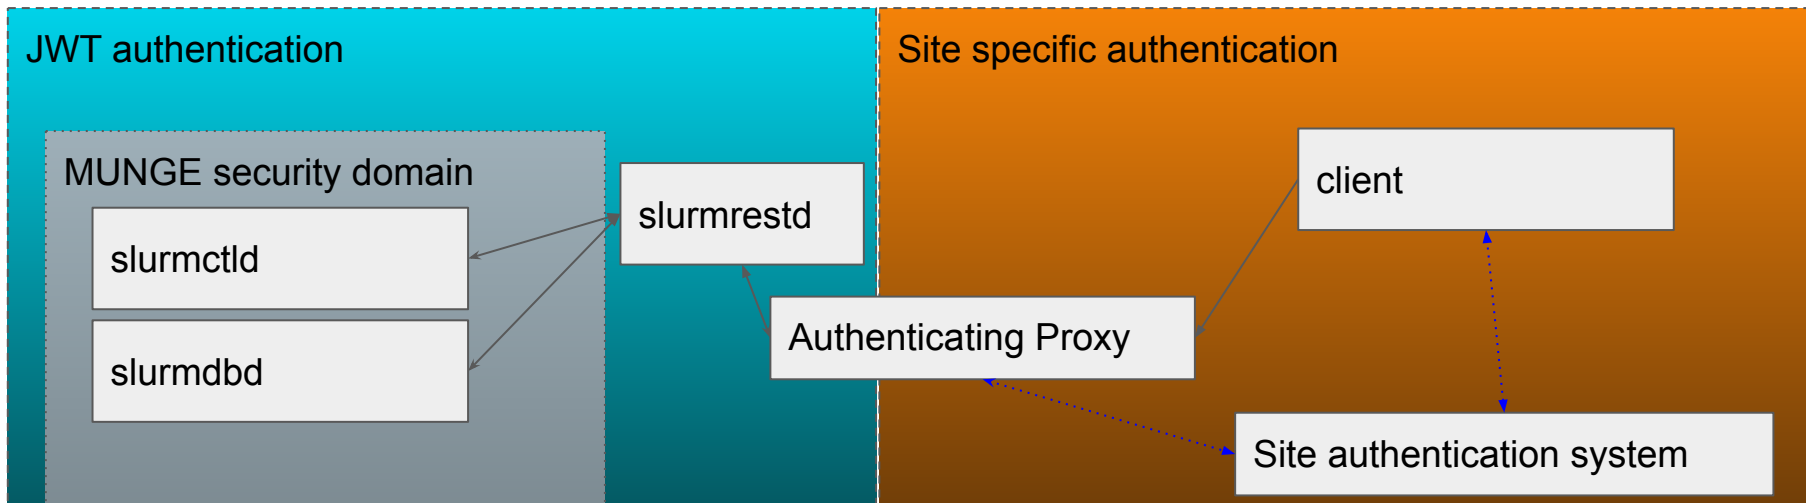 JWT authentication
Site specific authentication
MUNGE security domain
slurmctld
slurmdbd
slurmrestd
Authenticating Proxy
client
Site authentication system